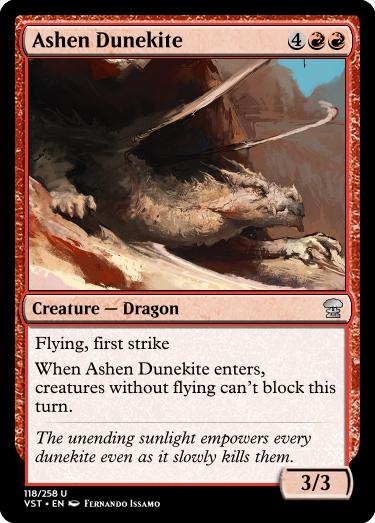 Ashen Dunekite 4
Creature — Dragon
Flying, first strike
When Ashen Dunekite enters,
creatures without flying can't block this
turn.
The unending sunlight empowers every
dunekite even as it slowly kills them.
3/3
118/258 U
VST • EN Fernando Issamo